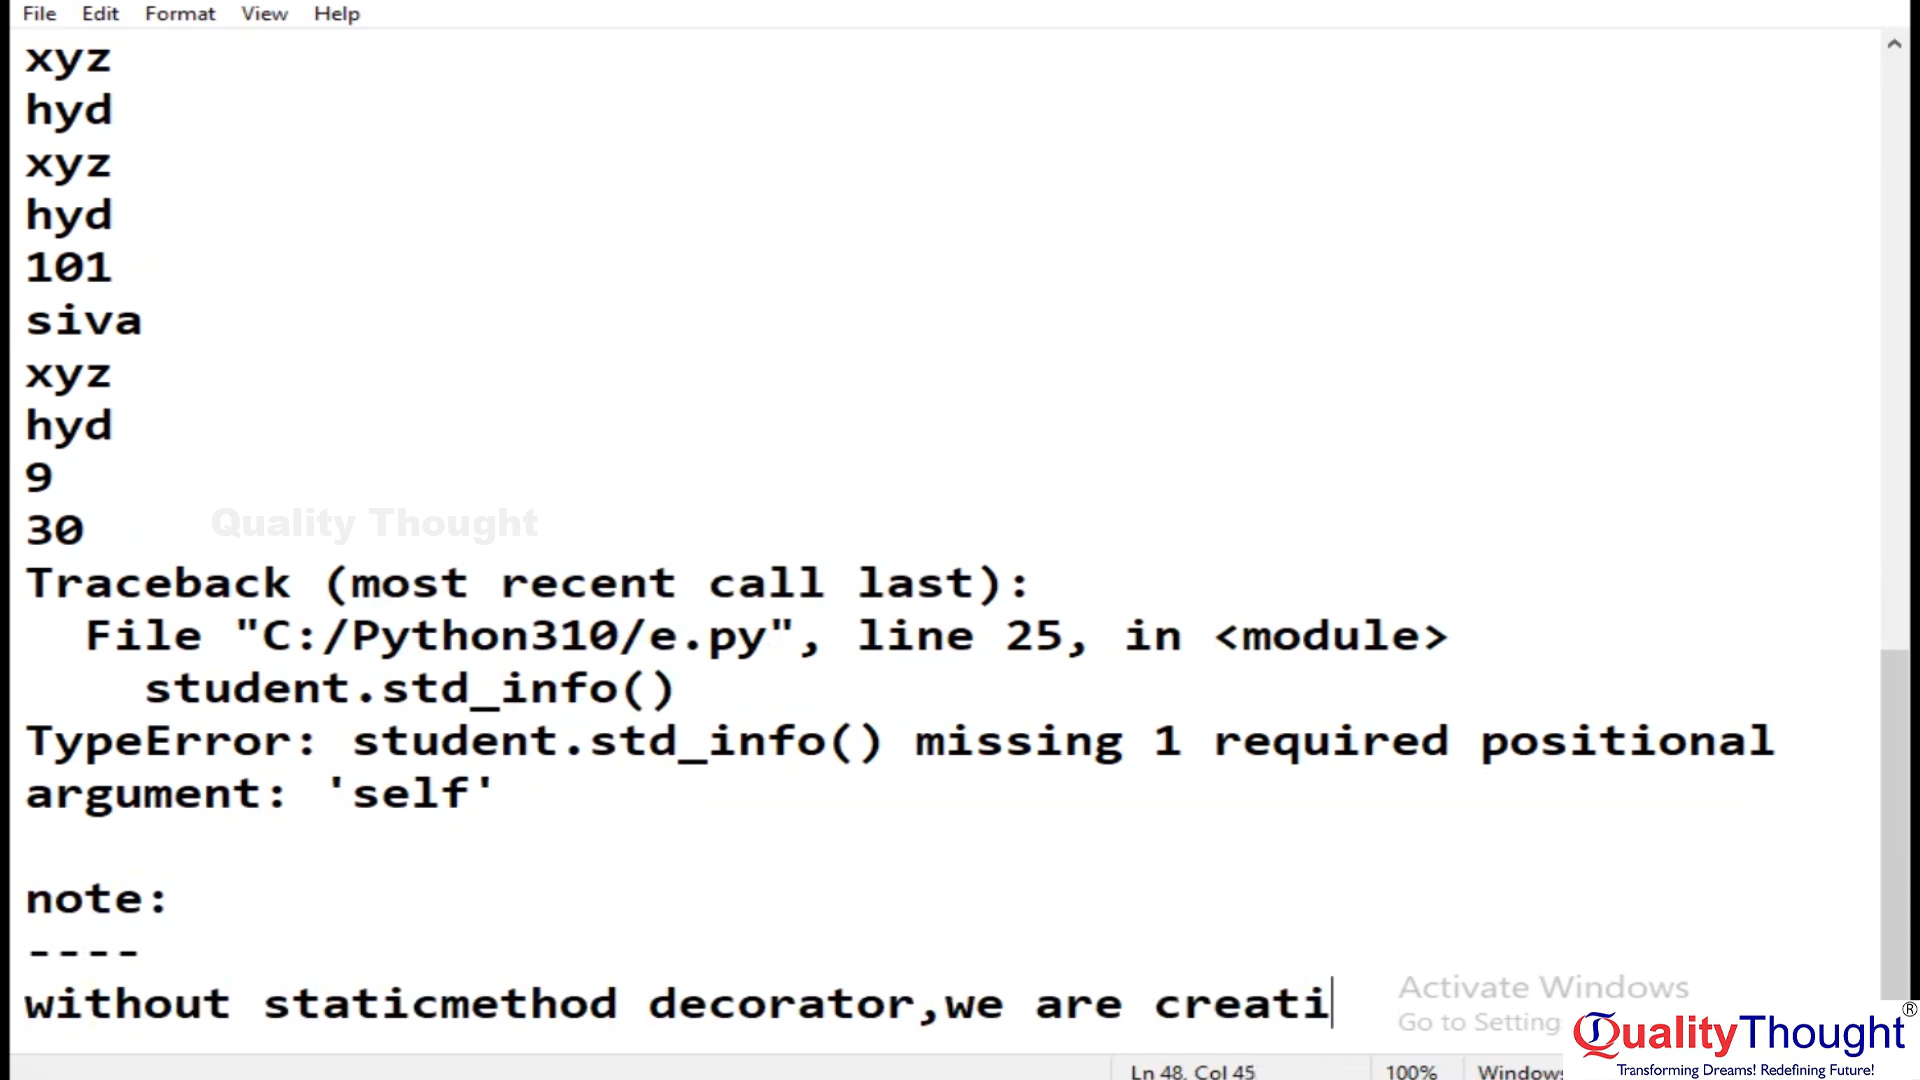 File Edit Format View Help
xyz
hyd
xyz
hyd
101
siva
xyz
hyd
9
30
Quality Thought
Traceback (most recent call last):
File "C:/Python310/e.py", line 25, in <module>
student.std_info()
TypeError: student.std_info() missing 1 required positional
argument: 'self'
note:
----
without staticmethod decorator,we are creati
Activate Windows
Go to Setting
QualityThought®
Transforming Dreams! Redefining Future!
Ln 48, Col 45 100% Windows